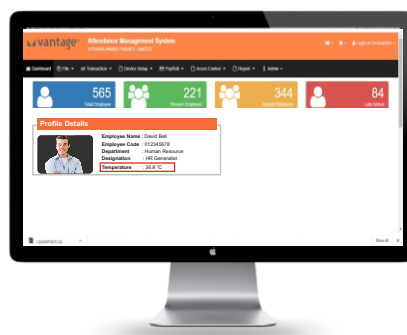 vantage
Attendance Management System
Dashboard File Transaction Device Setup Payroll Access Control Report Admin
565
Total Employee
221
Present Employee
344
Absent Employee
84
Late Arrival
Profile Details
Employee Name : David Bell
Employee Code : 012345678
Department : Human Resource
Designation : HR Generalist
Temperature : 36.8 °C
Show all